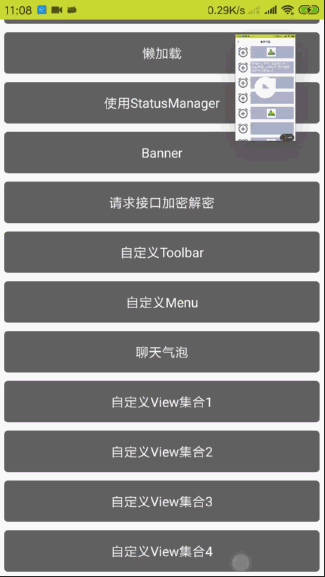 11:08 0.29K/s
懒加载
使用StatusManager
Banner
请求接口加密解密
自定义Toolbar
自定义Menu
聊天气泡
自定义View集合1
自定义View集合2
自定义View集合3
自定义View集合4